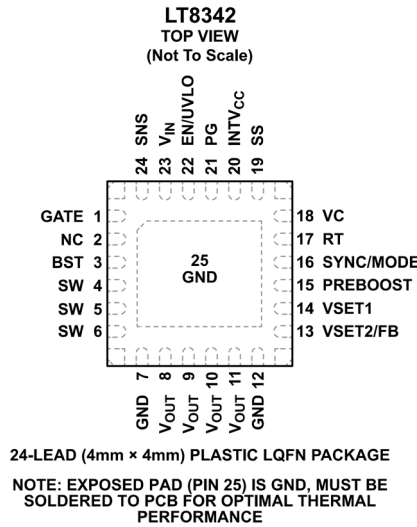 LT8342
TOP VIEW
(Not To Scale)
24 SNS
23 VIN
22 EN/UVLO
21 PG
20 INTVCC
19 SS
GATE 1
NC 2
BST 3
SW 4
SW 5
SW 6
25
GND
18 VC
17 RT
16 SYNC/MODE
15 PREBOOST
14 VSET1
13 VSET2/FB
GND 7
VOUT 8
VOUT 9
VOUT 10
VOUT 11
GND 12
24-LEAD (4mm × 4mm) PLASTIC LQFN PACKAGE
NOTE: EXPOSED PAD (PIN 25) IS GND, MUST BE
SOLDERED TO PCB FOR OPTIMAL THERMAL
PERFORMANCE